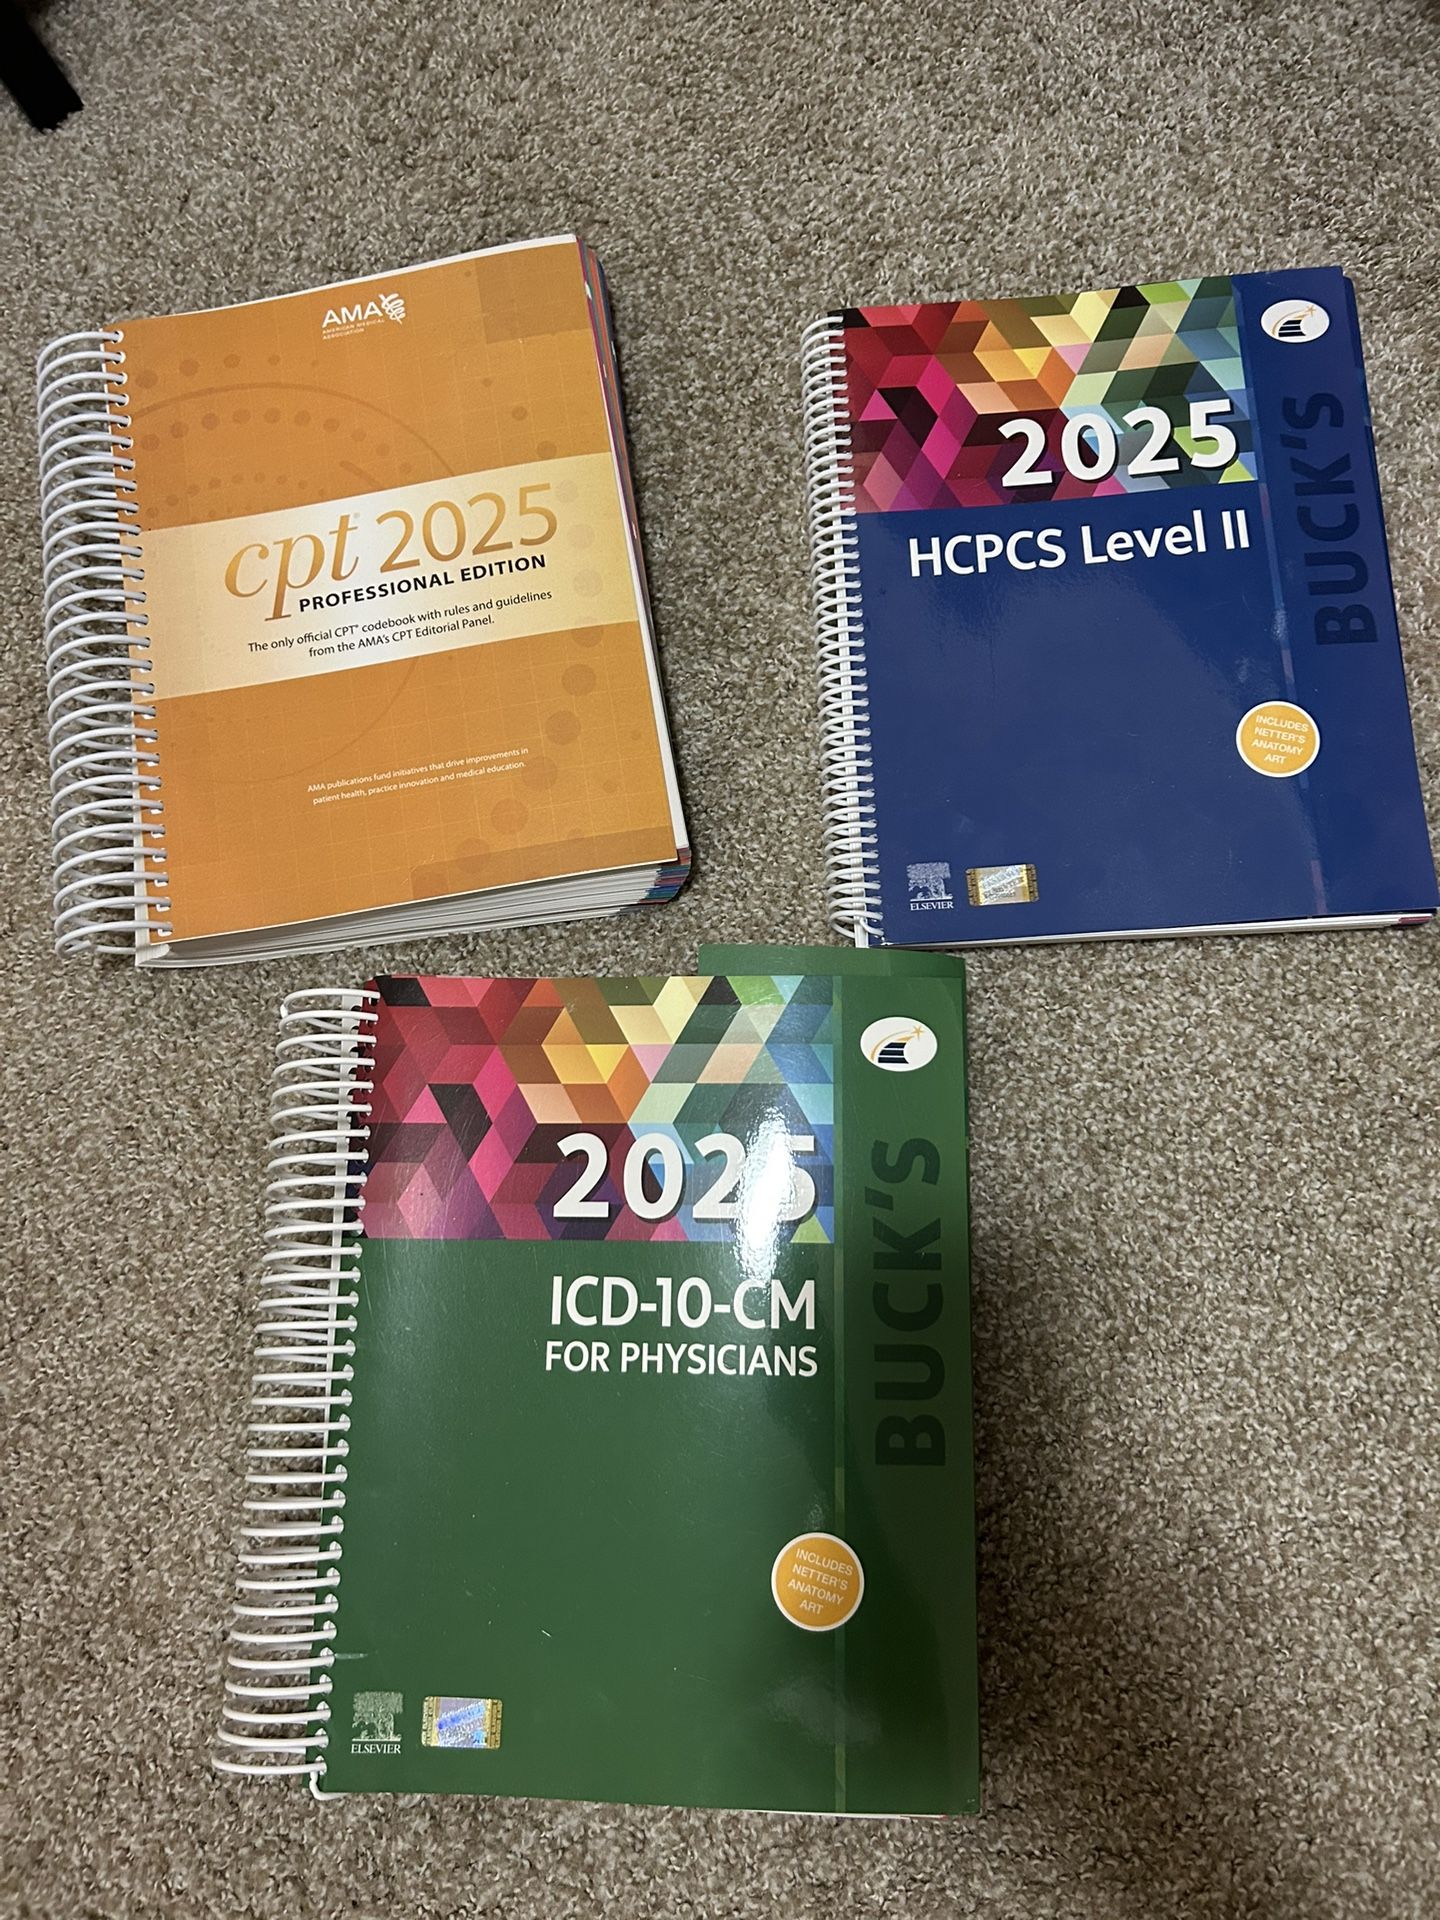 AMA
AMERICAN MEDICAL
ASSOCIATION
cpt® 2025
PROFESSIONAL EDITION
The only official CPT® codebook with rules and guidelines
from the AMA's CPT Editorial Panel.
AMA publications fund initiatives that drive improvements in
patient health, practice innovation and medical education.
2025
HCPCS Level II
BUCK'S
INCLUDES
NETTER'S
ANATOMY
ART
ELSEVIER
2025
ICD-10-CM
FOR PHYSICIANS
BUCK'S
INCLUDES
NETTER'S
ANATOMY
ART
ELSEVIER